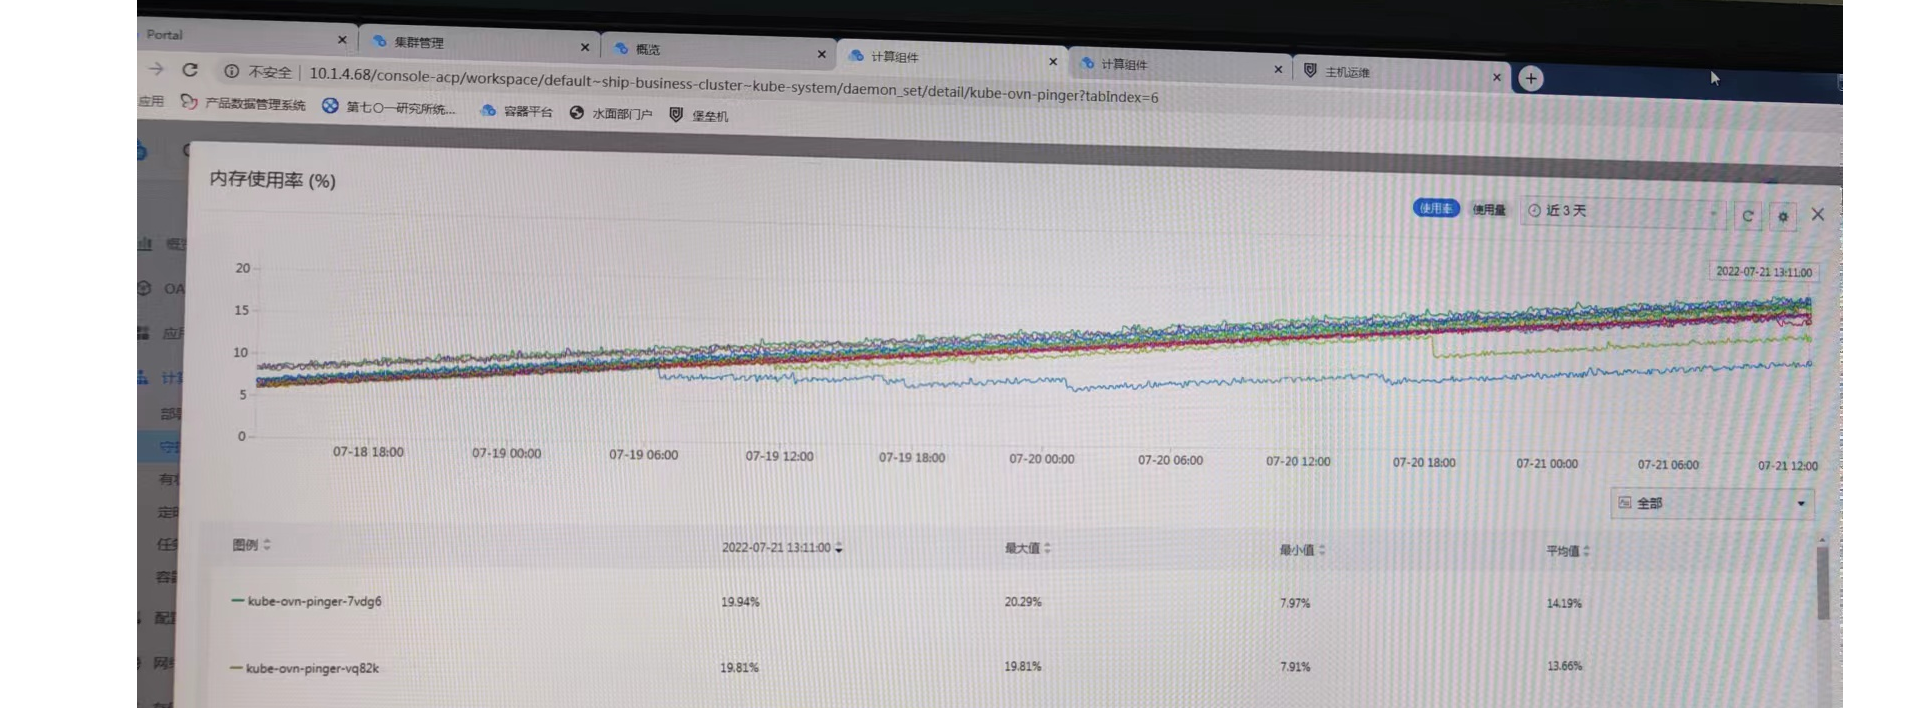 Portal
集群管理
概览
计算组件
计算组件
主机运维
不安全 | 10.1.4.68/console-acp/workspace/default~ship-business-cluster~kube-system/daemon_set/detail/kube-ovn-pinger?tabIndex=6
应用 产品数据管理系统 第七〇一研究所统... 容器平台 水面部门户 堡垒机
内存使用率 (%)
使用率 使用量 近 3 天
2022-07-21 13:11:00
20
15
10
5
0
07-18 18:00 07-19 00:00 07-19 06:00 07-19 12:00 07-19 18:00 07-20 00:00 07-20 06:00 07-20 12:00 07-20 18:00 07-21 00:00 07-21 06:00 07-21 12:00
全部
图例 2022-07-21 13:11:00 最大值 最小值 平均值
kube-ovn-pinger-7vdg6 19.94% 20.29% 7.97% 14.19%
kube-ovn-pinger-vq82k 19.81% 19.81% 7.91% 13.66%
OA